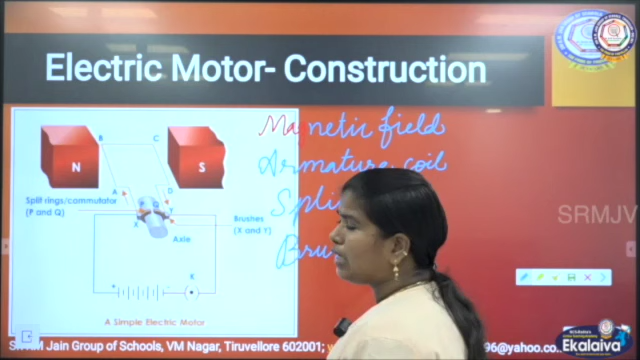 Electric Motor- Construction
Magnetic field
Armature coil
Spli
Bru
B
C
N
S
A
D
Split rings/commutator
(P and Q)
X
Brushes
(X and Y)
Axle
K
+
A Simple Electric Motor
SRMJV
Jain Group of Schools, VM Nagar, Tiruvellore 602001;
96@yahoo.co
Ekalaiva